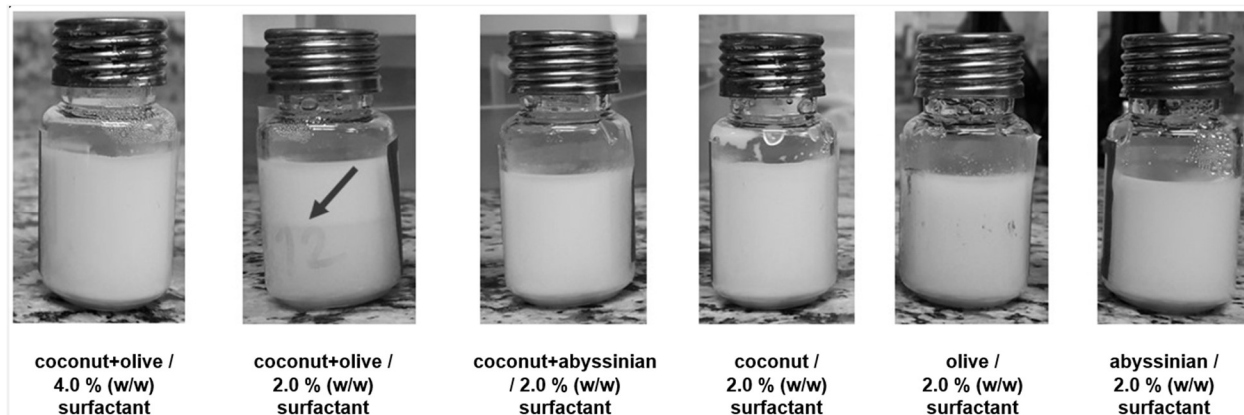 12
coconut+olive /
4.0 % (w/w)
surfactant
coconut+olive /
2.0 % (w/w)
surfactant
coconut+abyssinian
/ 2.0 % (w/w)
surfactant
coconut /
2.0 % (w/w)
surfactant
olive /
2.0 % (w/w)
surfactant
abyssinian /
2.0 % (w/w)
surfactant